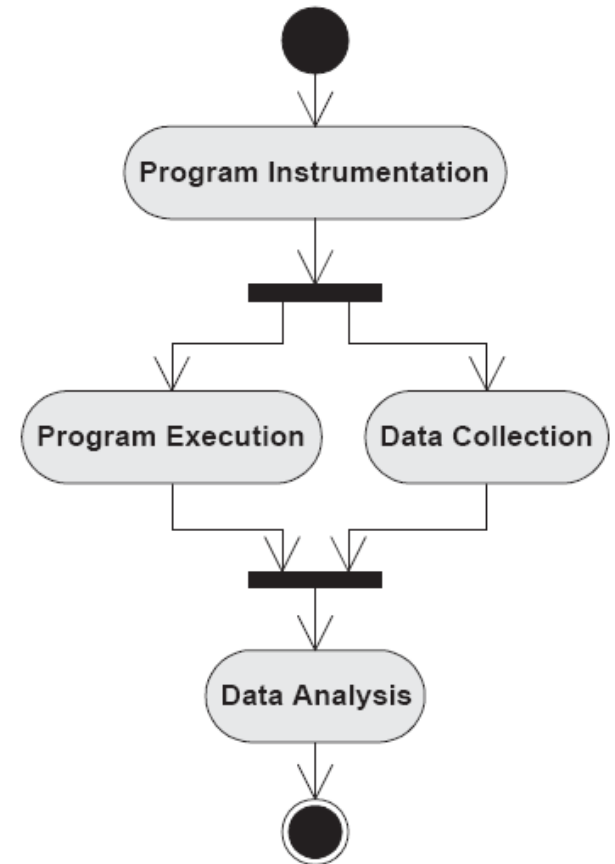 Program Instrumentation
Program Execution
Data Collection
Data Analysis